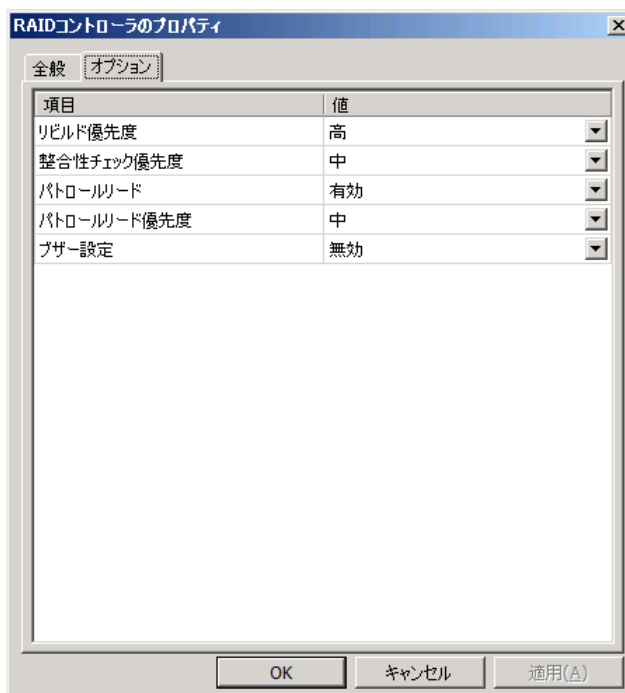 RAIDコントローラのプロパティ
全般 オプション
項目 値
リビルド優先度 高
整合性チェック優先度 中
パトロールリード 有効
パトロールリード優先度 中
ブザー設定 無効
OK キャンセル 適用(A)